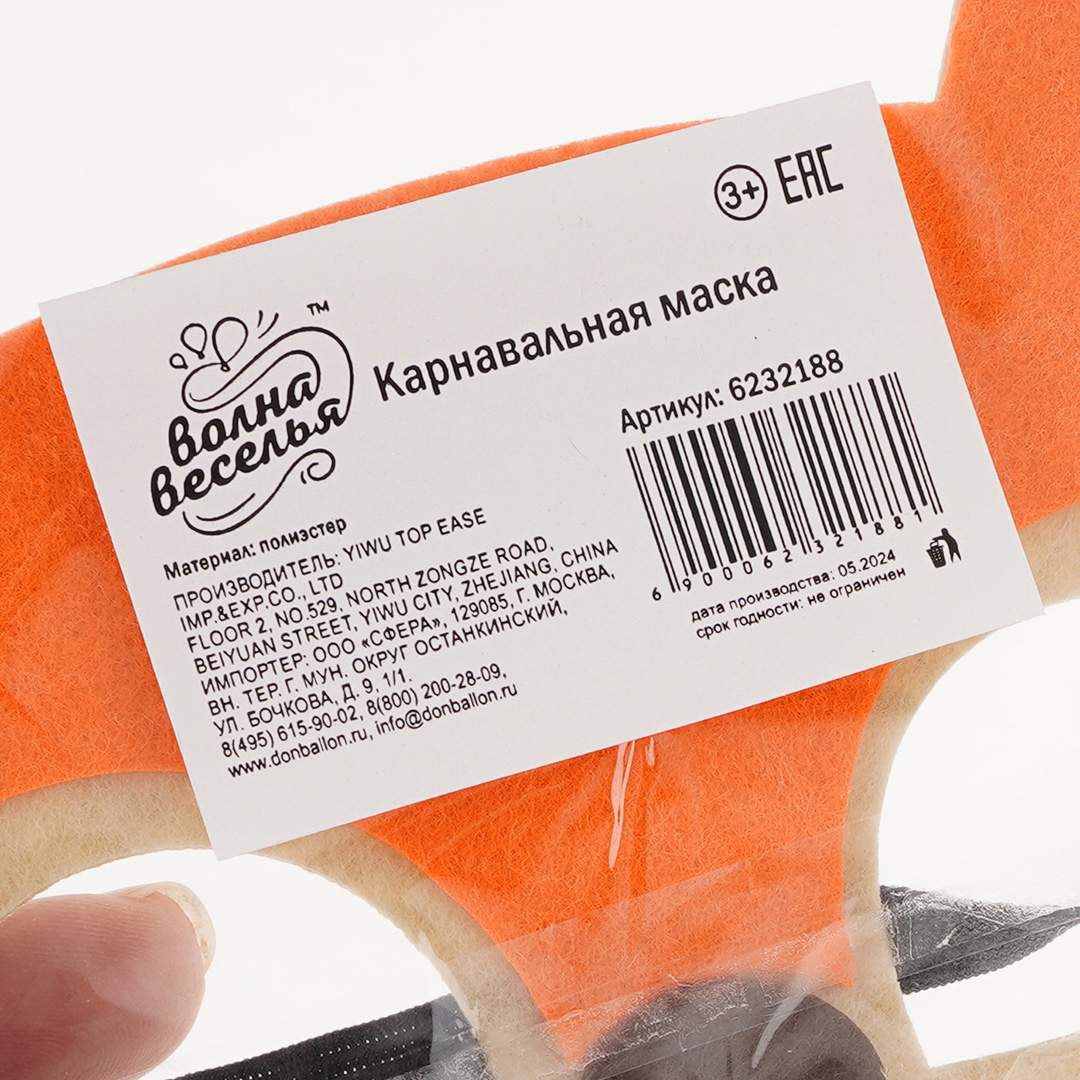 3+ EAC
™
волна
веселья
Карнавальная маска
Артикул: 6232188
6 900062 321881
дата производства: 05.2024
срок годности: не ограничен
Материал: полиэстер
ПРОИЗВОДИТЕЛЬ: YIWU TOP EASE
IMP.&EXP.CO., LTD
FLOOR 2, NO.529, NORTH ZONGZE ROAD,
BEIYUAN STREET, YIWU CITY, ZHEJIANG, CHINA
ИМПОРТЕР: ООО «СФЕРА», 129085, Г. МОСКВА,
ВН. ТЕР. Г. МУН. ОКРУГ ОСТАНКИНСКИЙ,
УЛ. БОЧКОВА, Д. 9, 1/1.
8(495) 615-90-02, 8(800) 200-28-09,
www.donballon.ru, info@donballon.ru